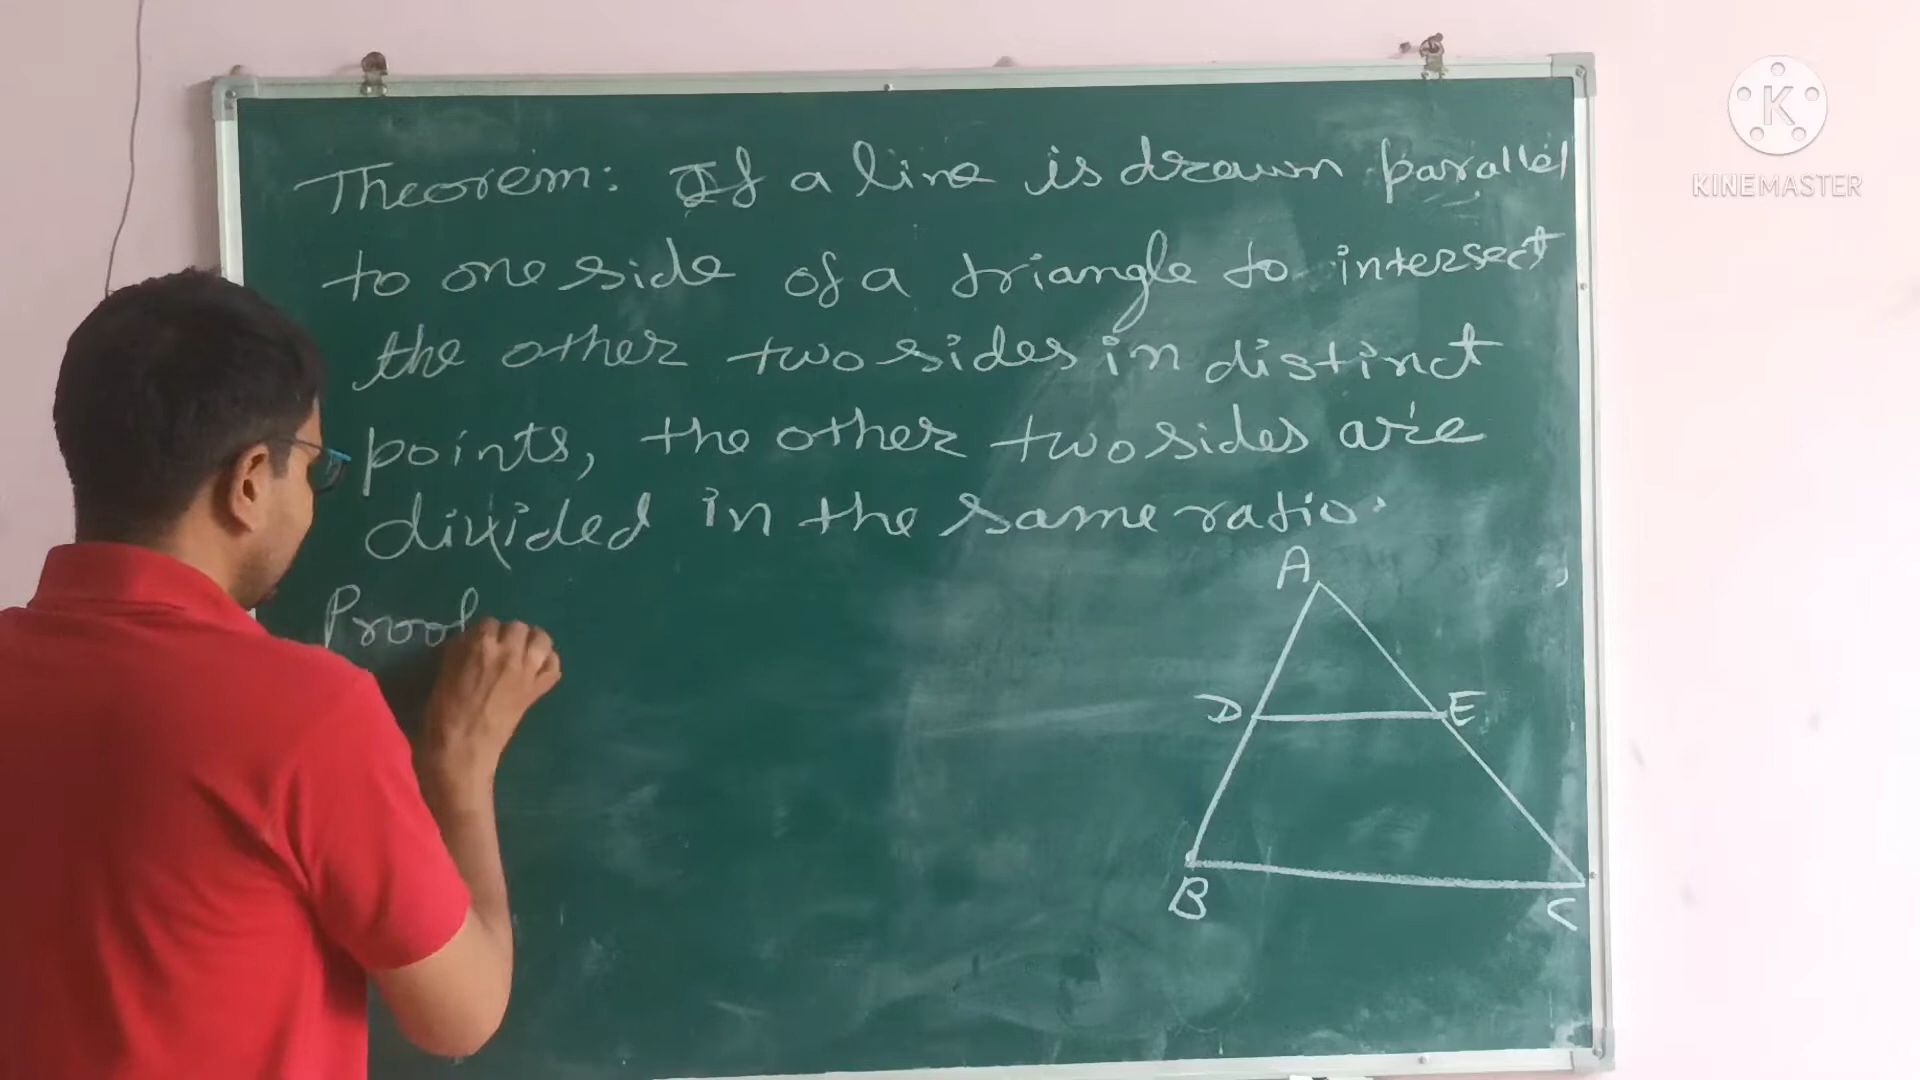 Theorem: If a line is drawn parallel
to one side of a triangle to intersect
the other two sides in distinct
points, the other two sides are
divided in the same ratio.
Proof
A
D E
B C
K
KINEMASTER